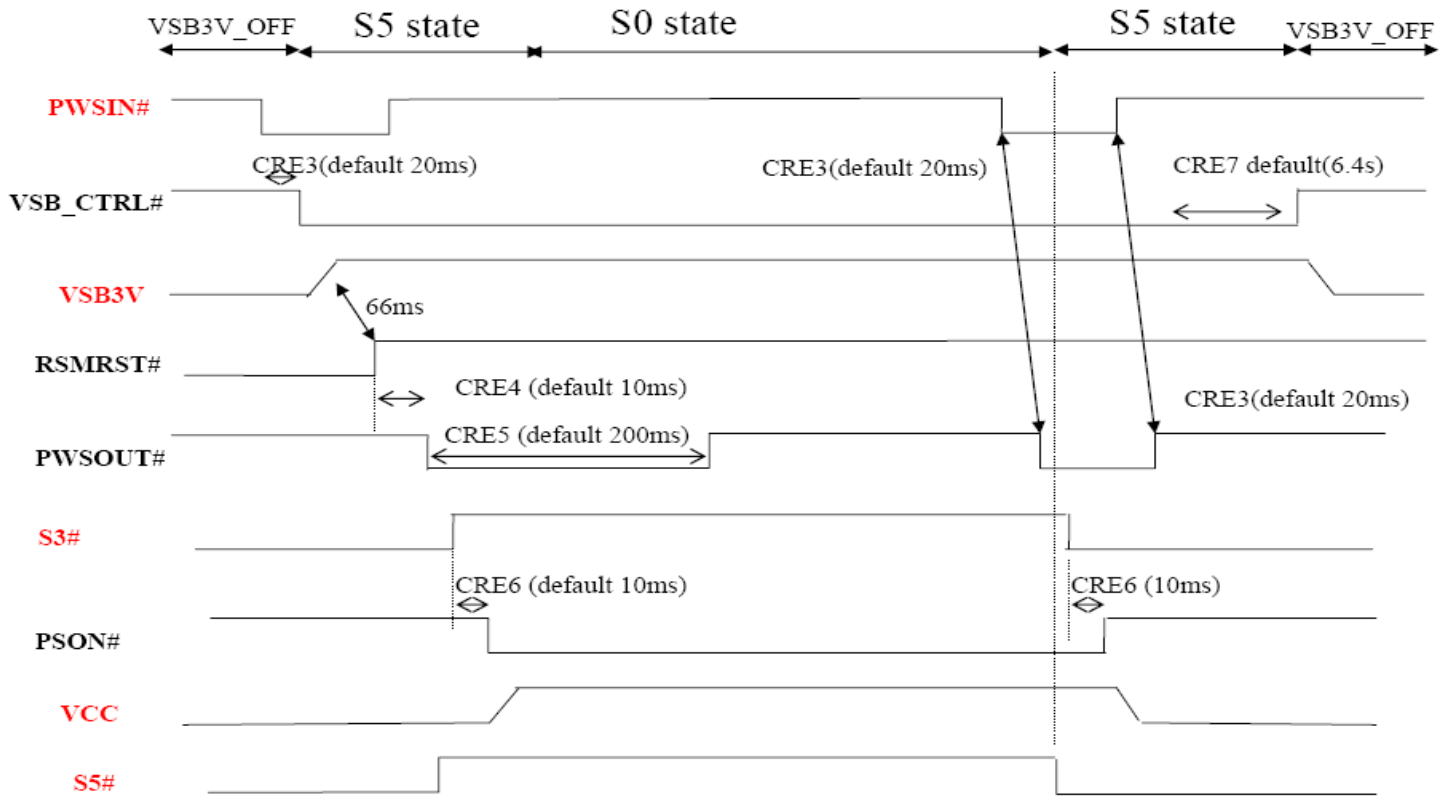 VSB3V_OFF
S5 state
S0 state
S5 state
VSB3V_OFF
PWSIN#
CRE3(default 20ms)
CRE3(default 20ms)
CRE7 default(6.4s)
VSB_CTRL#
VSB3V
66ms
RSMRST#
CRE4 (default 10ms)
CRE3(default 20ms)
CRE5 (default 200ms)
PWSOUT#
S3#
CRE6 (default 10ms)
CRE6 (10ms)
PSON#
VCC
S5#